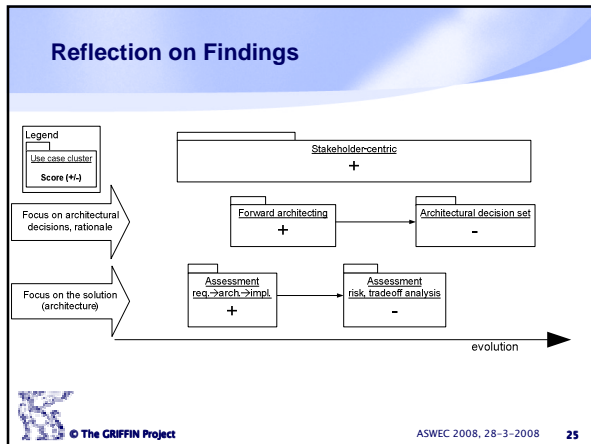 Reflection on Findings
Legend
Use case cluster
Score (+/-)
Stakeholder-centric
+
Focus on architectural
decisions, rationale
Forward architecting
+
Architectural decision set
-
Focus on the solution
(architecture)
Assessment
req.→arch.→impl.
+
Assessment
risk, tradeoff analysis
-
evolution
© The GRIFFIN Project
ASWEC 2008, 28-3-2008 25